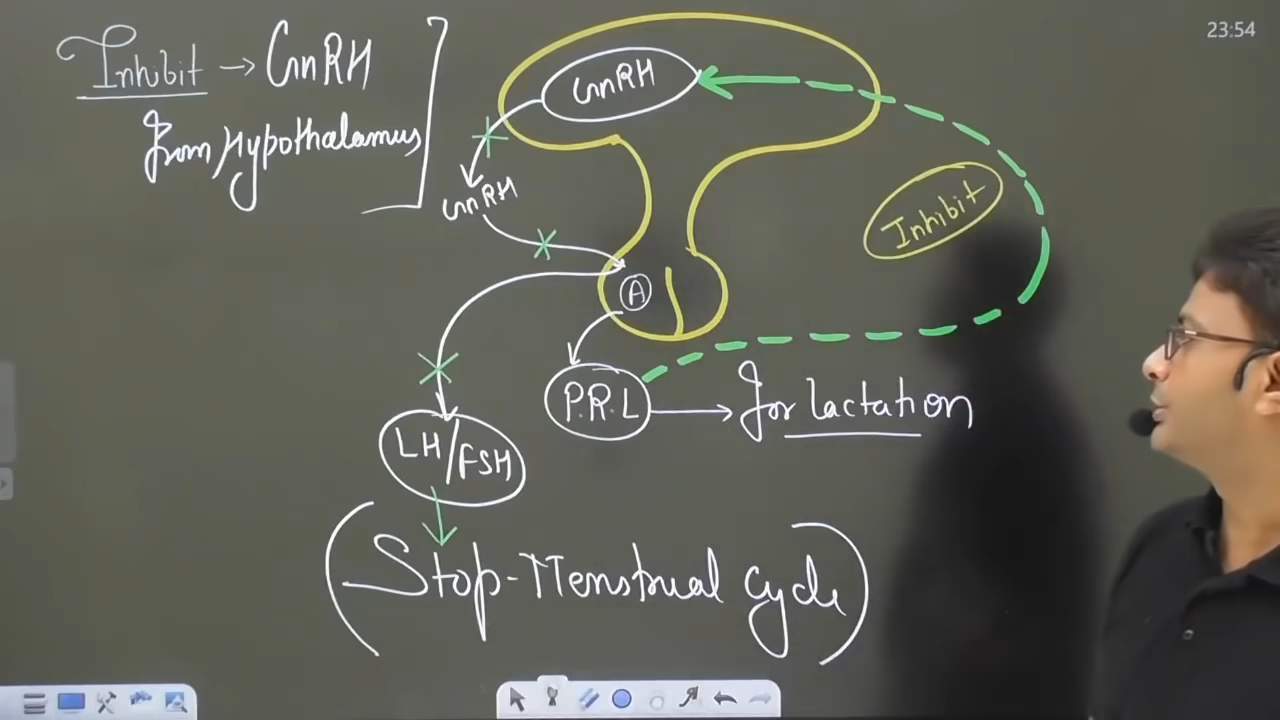 Inhibit → GnRH
from Hypothalamus
23:54
GnRH
GnRH
Inhibit
A
P.R.L → for lactation
LH/FSH
(Stop-Menstrual Cycle)